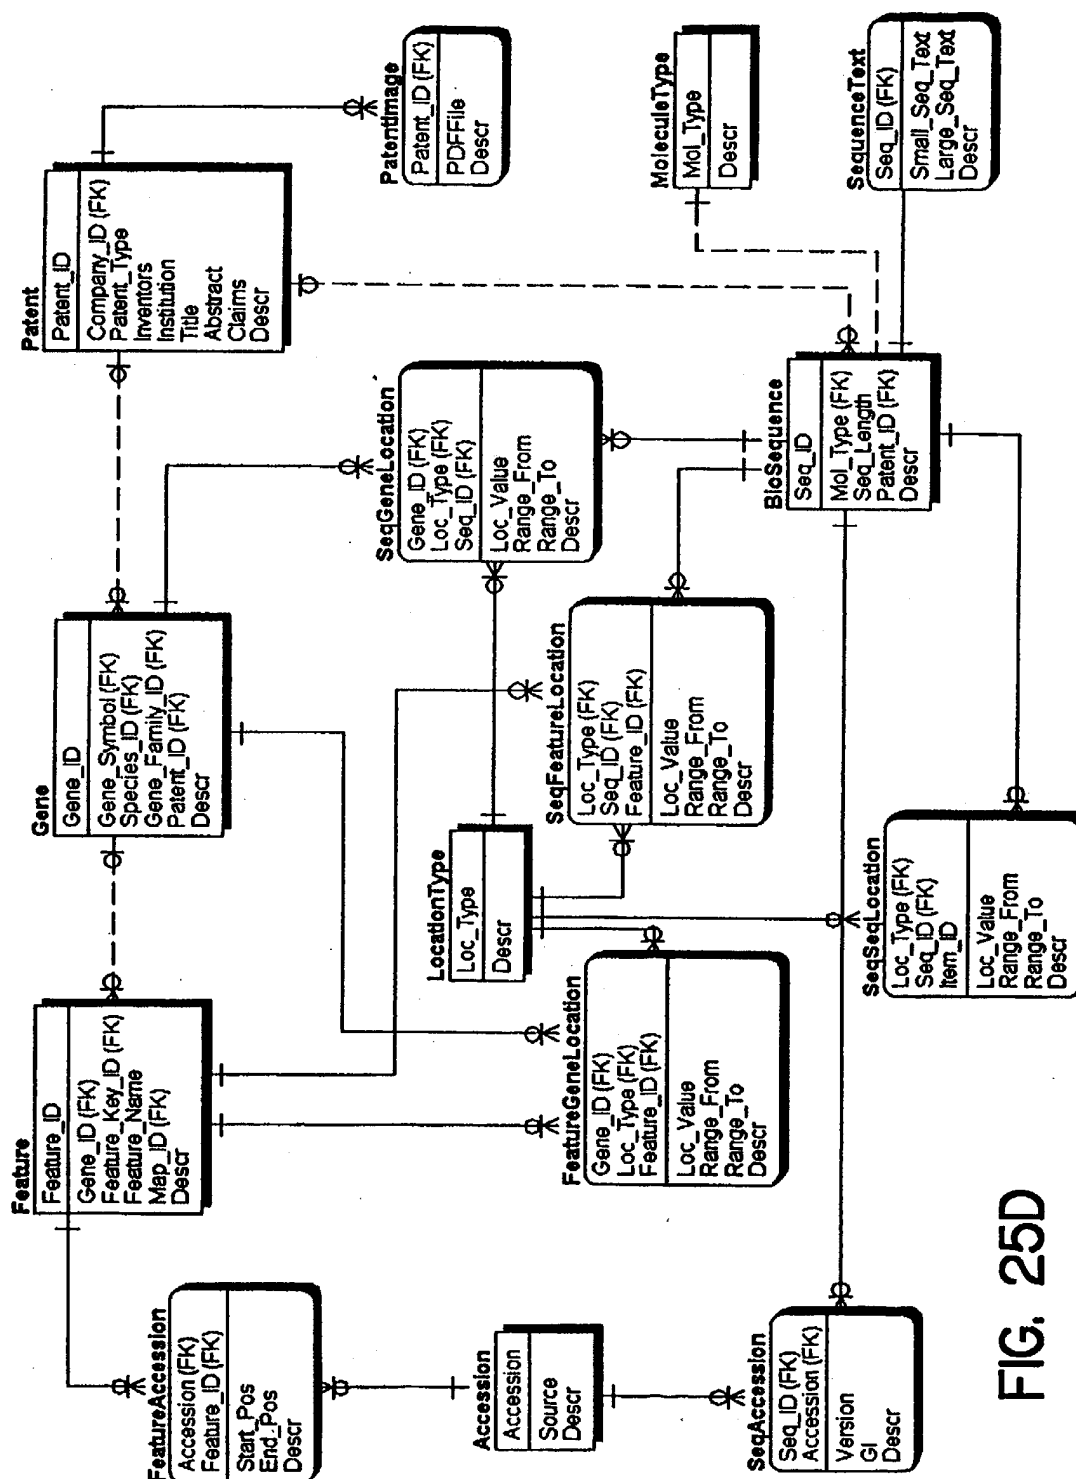 Feature
Feature_ID
Gene_ID (FK)
Feature_Key_ID (FK)
Feature_Name
Map_ID (FK)
Descr
Gene
Gene_ID
Gene_Symbol (FK)
Species_ID (FK)
Gene_Family_ID (FK)
Patent_ID (FK)
Descr
Patent
Patent_ID
Company_ID (FK)
Patent_Type
Inventors
Institution
Title
Abstract
Claims
Descr
FeatureAccession
Accession (FK)
Feature_ID (FK)
Start_Pos
End_Pos
Descr
PatentImage
Patent_ID (FK)
PDFFile
Descr
SeqGeneLocation
Gene_ID (FK)
Loc_Type (FK)
Seq_ID (FK)
Loc_Value
Range_From
Range_To
Descr
LocationType
Loc_Type
Descr
Accession
Accession
Source
Descr
FeatureGeneLocation
Gene_ID (FK)
Loc_Type (FK)
Feature_ID (FK)
Loc_Value
Range_From
Range_To
Descr
SeqFeatureLocation
Loc_Type (FK)
Seq_ID (FK)
Feature_ID (FK)
Loc_Value
Range_From
Range_To
Descr
MoleculeType
Mol_Type
Descr
SeqAccession
Seq_ID (FK)
Accession (FK)
Version
GI
Descr
SeqSeqLocation
Loc_Type (FK)
Seq_ID (FK)
Item_ID
Loc_Value
Range_From
Range_To
Descr
BioSequence
Seq_ID
Mol_Type (FK)
Seq_Length
Patent_ID (FK)
Descr
SequenceText
Seq_ID (FK)
Small_Seq_Text
Large_Seq_Text
Descr
FIG. 25D